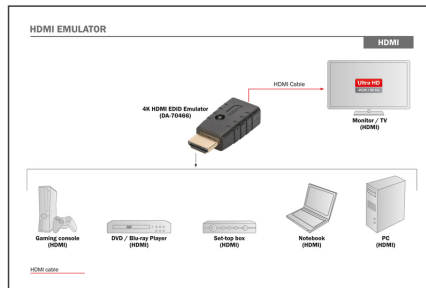 HDMI EMULATOR
HDMI
HDMI Cable
4K HDMI EDID Emulator
(DA-70466)
Ultra HD
Monitor / TV
(HDMI)
Gaming console
(HDMI)
DVD / Blu-ray Player
(HDMI)
Set-top box
(HDMI)
Notebook
(HDMI)
PC
(HDMI)
HDMI cable